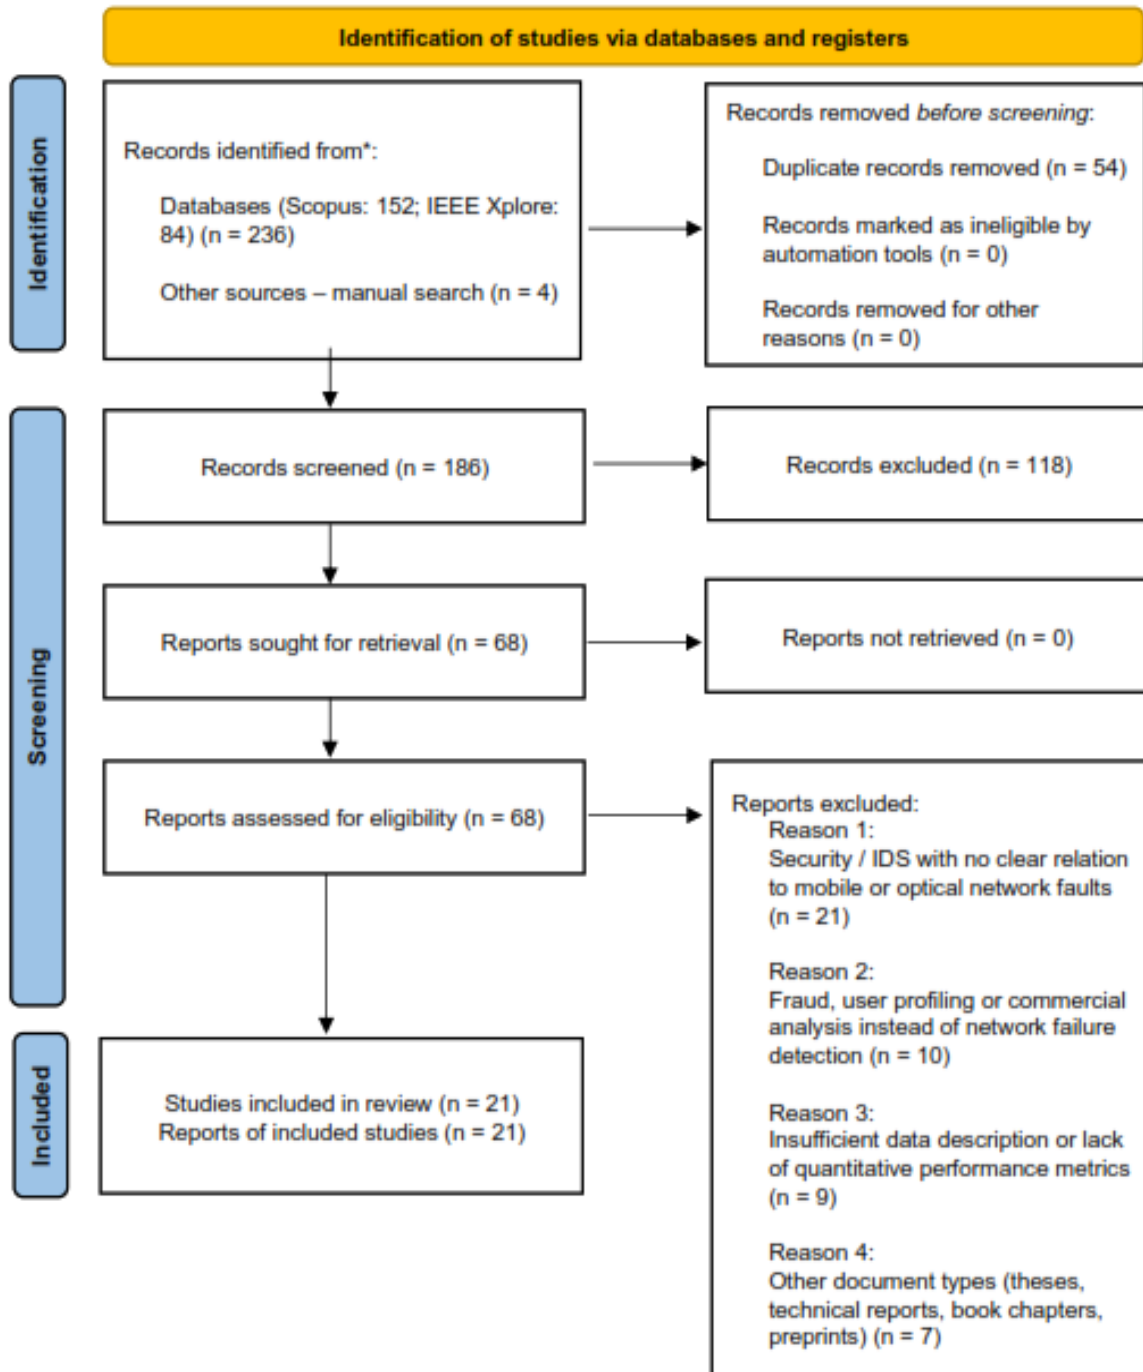 Identification of studies via databases and registers
Identification
Records identified from*:
Databases (Scopus: 152; IEEE Xplore:
84) (n = 236)
Other sources – manual search (n = 4)
Records removed before screening:
Duplicate records removed (n = 54)
Records marked as ineligible by
automation tools (n = 0)
Records removed for other
reasons (n = 0)
Screening
Records screened (n = 186)
Records excluded (n = 118)
Reports sought for retrieval (n = 68)
Reports not retrieved (n = 0)
Reports assessed for eligibility (n = 68)
Reports excluded:
Reason 1:
Security / IDS with no clear relation
to mobile or optical network faults
(n = 21)
Reason 2:
Fraud, user profiling or commercial
analysis instead of network failure
detection (n = 10)
Reason 3:
Insufficient data description or lack
of quantitative performance metrics
(n = 9)
Reason 4:
Other document types (theses,
technical reports, book chapters,
preprints) (n = 7)
Included
Studies included in review (n = 21)
Reports of included studies (n = 21)